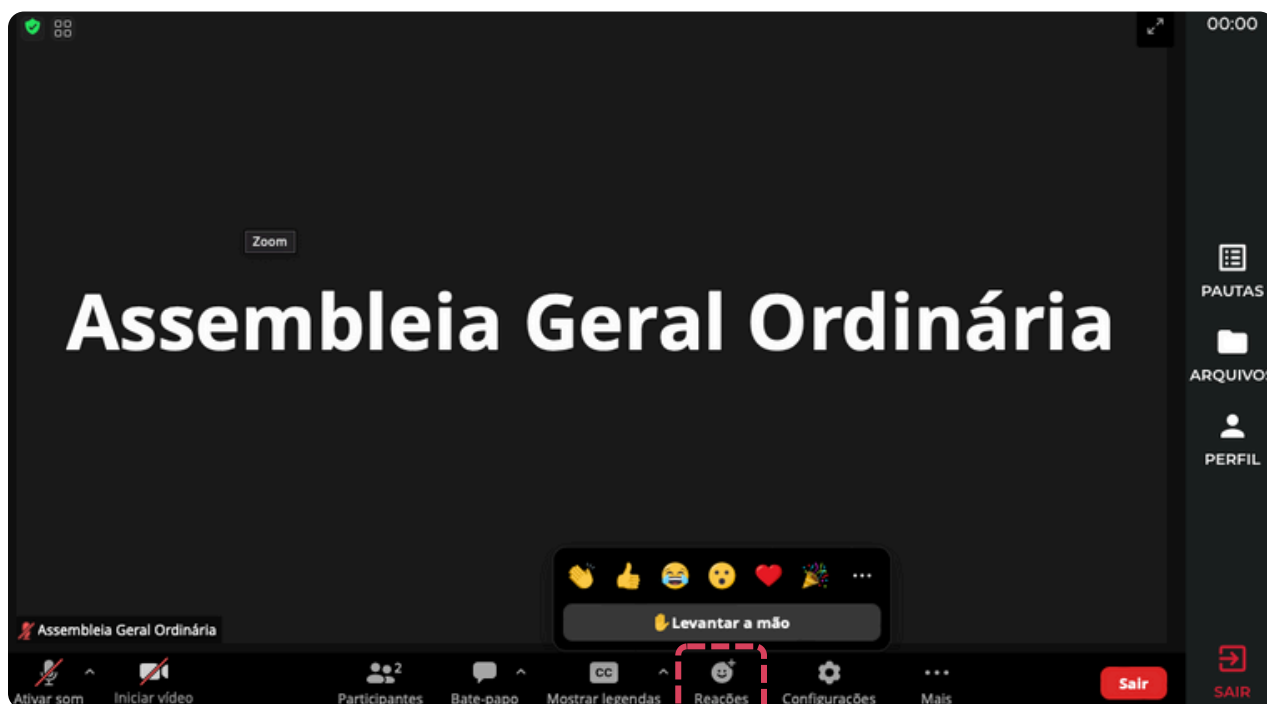 00:00
Zoom
Assembleia Geral Ordinária
PAUTAS
ARQUIVOS
PERFIL
Levantar a mão
Assembleia Geral Ordinária
Ativar som
Iniciar vídeo
2
Participantes
Bate-papo
CC
Mostrar legendas
Reações
Configurações
Mais
Sair
SAIR